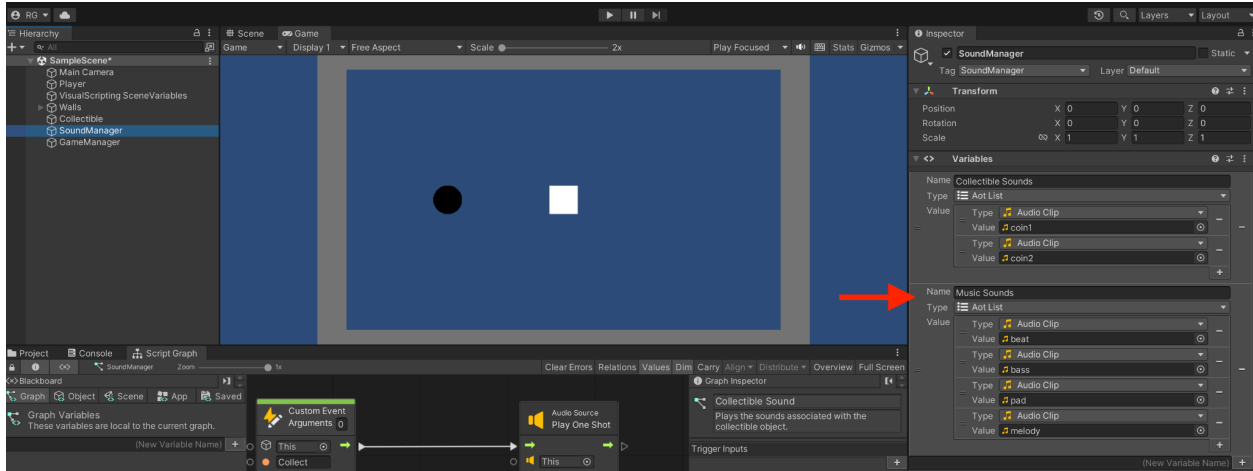 RG
Layers
Layout
Hierarchy
All
SampleScene*
Main Camera
Player
VisualScripting SceneVariables
Walls
Collectible
SoundManager
GameManager
Scene
Game
Game
Display 1
Free Aspect
Scale
2x
Play Focused
Stats
Gizmos
Project
Console
Script Graph
SoundManager
Zoom
1x
Clear Errors
Relations
Values
Dim
Carry
Align
Distribute
Overview
Full Screen
Blackboard
Graph
Object
Scene
App
Saved
Graph Variables
These variables are local to the current graph.
(New Variable Name)
Custom Event
Arguments 0
This
Collect
Audio Source
Play One Shot
This
Graph Inspector
Collectible Sound
Plays the sounds associated with the
collectible object.
Trigger Inputs
Inspector
SoundManager
Static
Tag SoundManager
Layer Default
Transform
Position X 0 Y 0 Z 0
Rotation X 0 Y 0 Z 0
Scale X 1 Y 1 Z 1
Variables
Name Collectible Sounds
Type Aot List
Value
Type Audio Clip
Value coin1
Type Audio Clip
Value coin2
Name Music Sounds
Type Aot List
Value
Type Audio Clip
Value beat
Type Audio Clip
Value bass
Type Audio Clip
Value pad
Type Audio Clip
Value melody
(New Variable Name)